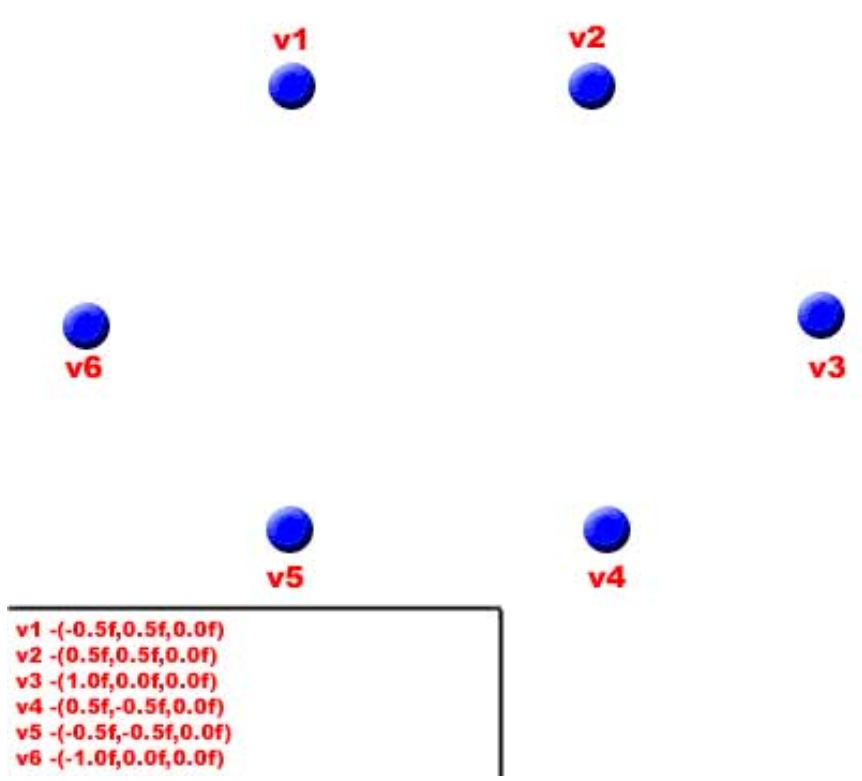 v1 v2
v6 v3
v5 v4
v1 -(-0.5f,0.5f,0.0f)
v2 -(0.5f,0.5f,0.0f)
v3 -(1.0f,0.0f,0.0f)
v4 -(0.5f,-0.5f,0.0f)
v5 -(-0.5f,-0.5f,0.0f)
v6 -(-1.0f,0.0f,0.0f)